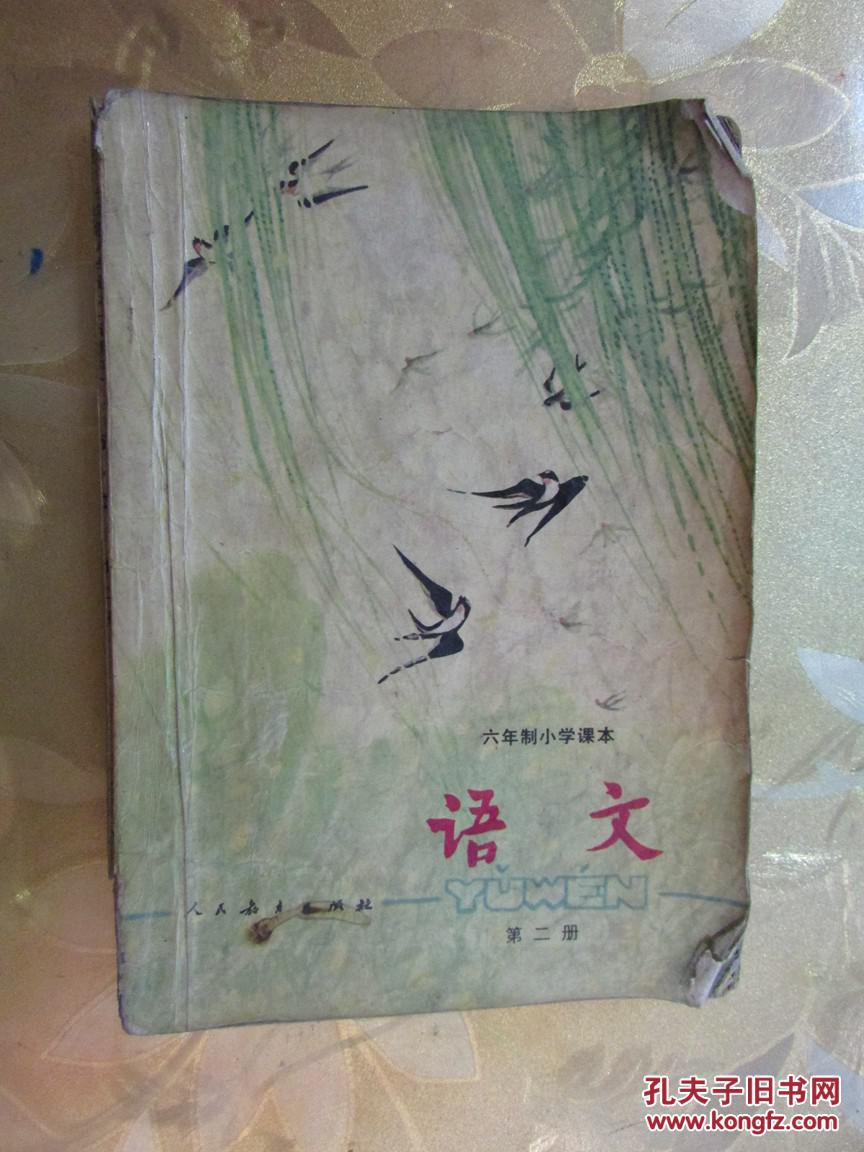 六年制小学课本
语文
YǓWÉN
人民教育出版社
第二册
孔夫子旧书网
www.kongfz.com